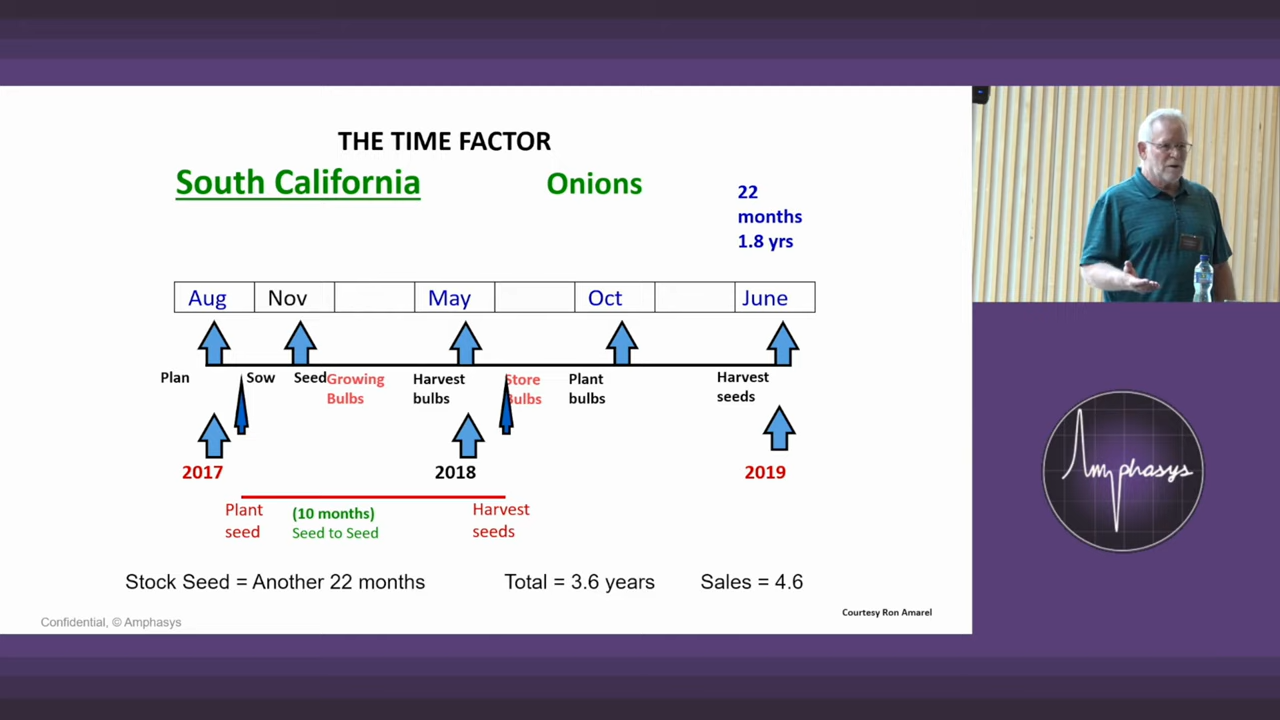 THE TIME FACTOR
South California
Onions
22
months
1.8 yrs
Aug Nov May Oct June
Plan Sow Seed Growing Bulbs Harvest bulbs Store Bulbs Plant bulbs Harvest seeds
2017 2018 2019
Plant seed
(10 months)
Seed to Seed
Harvest seeds
Stock Seed = Another 22 months Total = 3.6 years Sales = 4.6
Courtesy Ron Amarel
Confidential, © Amphasys
Amphasys